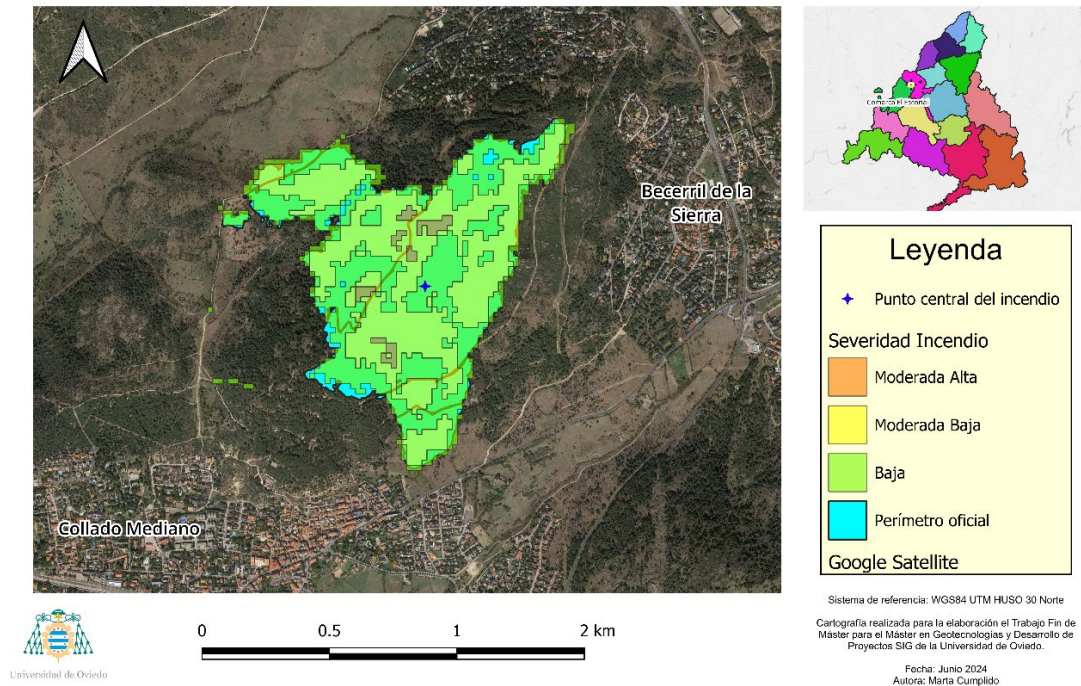 Comarca El Escorial
Becerril de la
Sierra
Collado Mediano
Leyenda
Punto central del incendio
Severidad Incendio
Moderada Alta
Moderada Baja
Baja
Perímetro oficial
Google Satellite
0 0.5 1 2 km
Universidad de Oviedo
Sistema de referencia: WGS84 UTM HUSO 30 Norte
Cartografía realizada para la elaboración el Trabajo Fin de
Máster para el Máster en Geotecnologías y Desarrollo de
Proyectos SIG de la Universidad de Oviedo.
Fecha: Junio 2024
Autora: Marta Cumplido